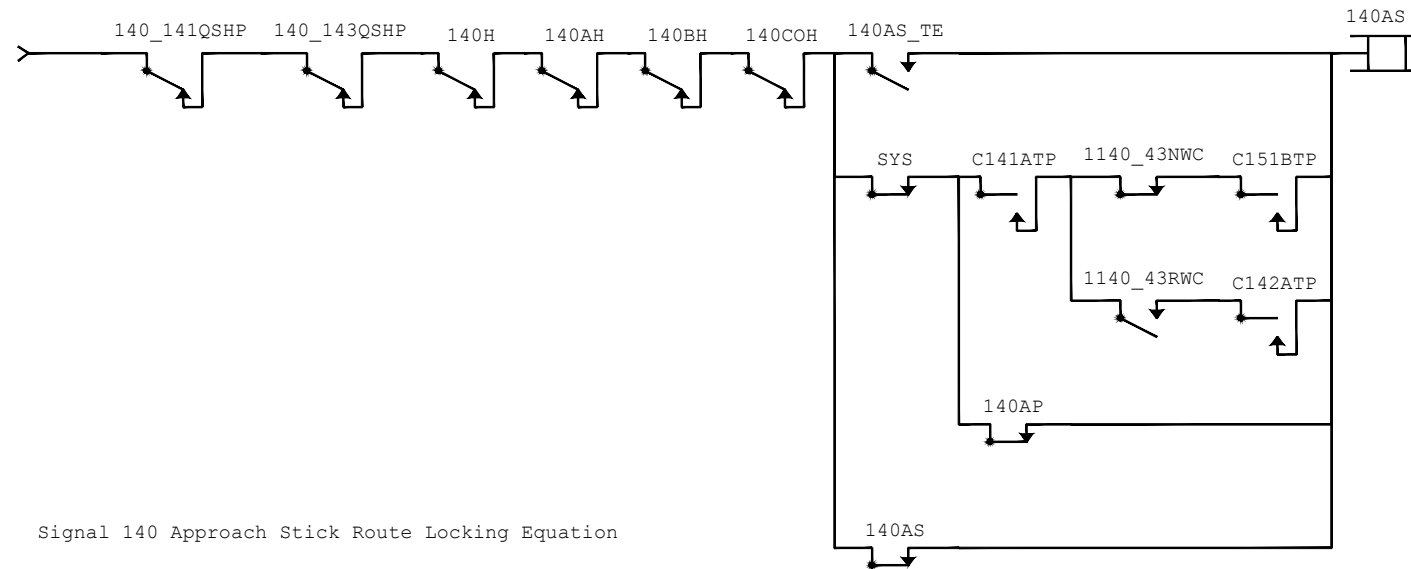 140AS
140_141QSHP 140_143QSHP 140H 140AH 140BH 140COH 140AS_TE
SYS C141ATP 1140_43NWC C151BTP
1140_43RWC C142ATP
140AP
140AS
Signal 140 Approach Stick Route Locking Equation